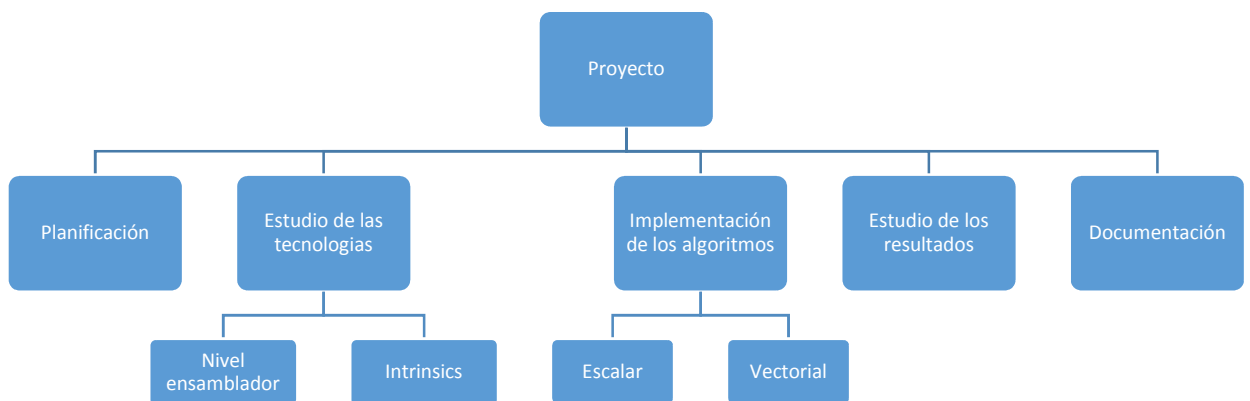 Proyecto
Planificación
Estudio de las
tecnologias
Implementación
de los algoritmos
Estudio de los
resultados
Documentación
Nivel
ensamblador
Intrinsics
Escalar
Vectorial